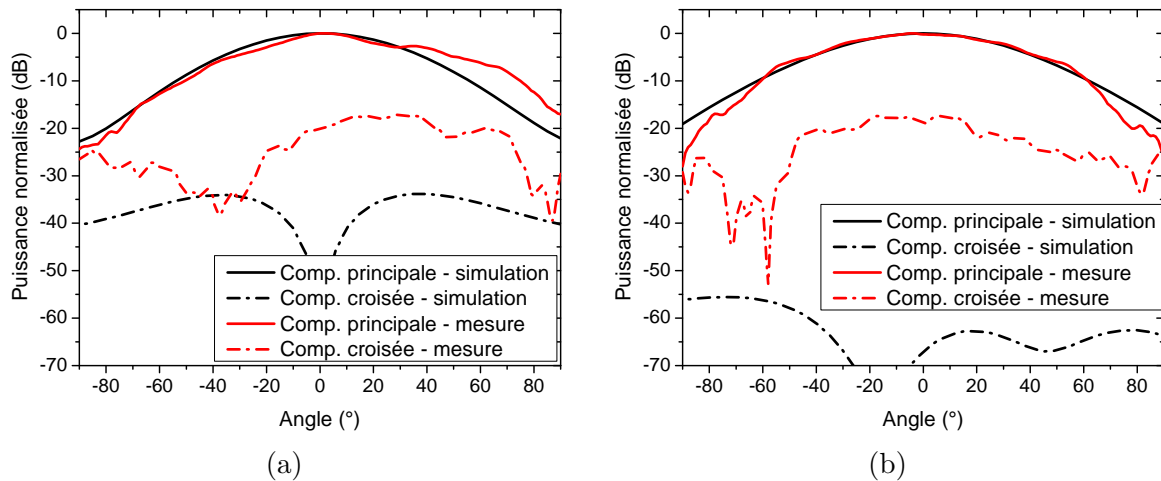 Puissance normalisée (dB)
0
-10
-20
-30
-40
-50
-60
-70
Comp. principale - simulation
Comp. croisée - simulation
Comp. principale - mesure
Comp. croisée - mesure
-80 -60 -40 -20 0 20 40 60 80
Angle (°)
(a)
Puissance normalisée (dB)
0
-10
-20
-30
-40
-50
-60
-70
Comp. principale - simulation
Comp. croisée - simulation
Comp. principale - mesure
Comp. croisée - mesure
-80 -60 -40 -20 0 20 40 60 80
Angle (°)
(b)